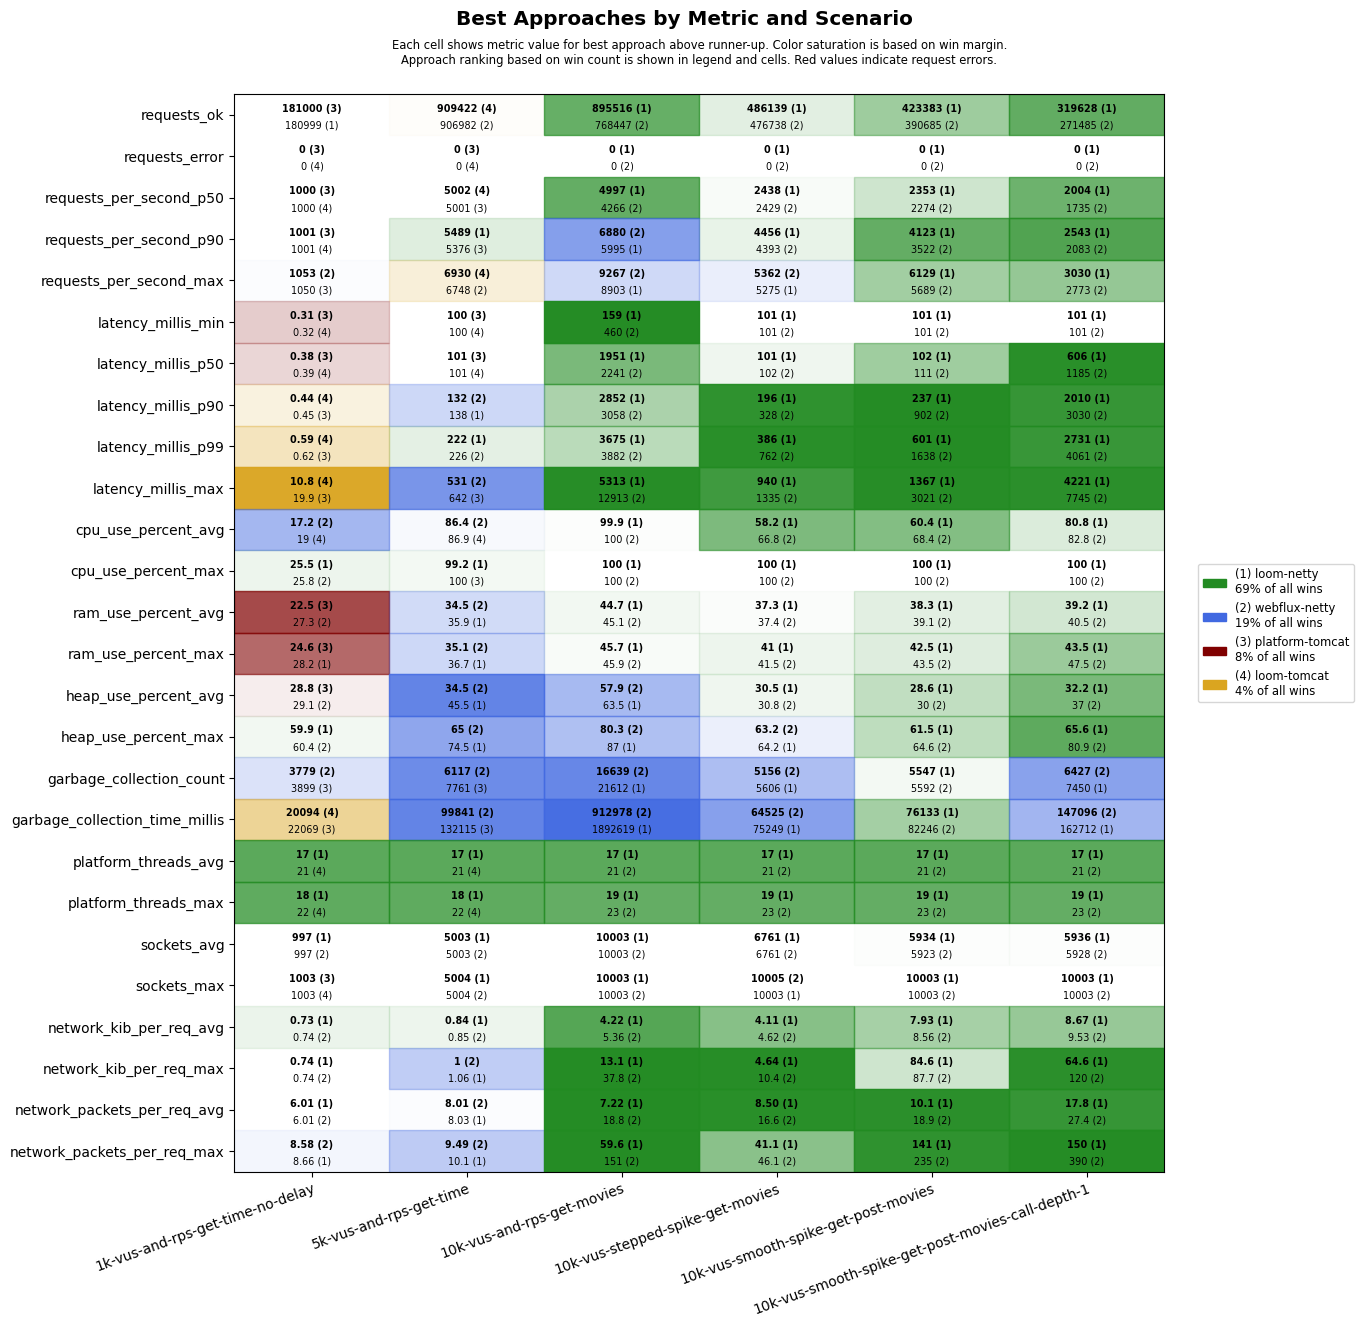 Best Approaches by Metric and Scenario
Each cell shows metric value for best approach above runner-up. Color saturation is based on win margin.
Approach ranking based on win count is shown in legend and cells. Red values indicate request errors.
requests_ok
181000 (3) 909422 (4) 895516 (1) 486139 (1) 423383 (1) 319628 (1)
180999 (1) 906982 (2) 768447 (2) 476738 (2) 390685 (2) 271485 (2)
requests_error
0 (3) 0 (3) 0 (1) 0 (1) 0 (1) 0 (1)
0 (4) 0 (4) 0 (2) 0 (2) 0 (2) 0 (2)
requests_per_second_p50
1000 (3) 5002 (4) 4997 (1) 2438 (1) 2353 (1) 2004 (1)
1000 (4) 5001 (3) 4266 (2) 2429 (2) 2274 (2) 1735 (2)
requests_per_second_p90
1001 (3) 5489 (1) 6880 (2) 4456 (1) 4123 (1) 2543 (1)
1001 (4) 5376 (3) 5995 (1) 4393 (2) 3522 (2) 2083 (2)
requests_per_second_max
1053 (2) 6930 (4) 9267 (2) 5362 (2) 6129 (1) 3030 (1)
1050 (3) 6748 (2) 8903 (1) 5275 (1) 5689 (2) 2773 (2)
latency_millis_min
0.31 (3) 100 (3) 159 (1) 101 (1) 101 (1) 101 (1)
0.32 (4) 100 (4) 460 (2) 101 (2) 101 (2) 101 (2)
latency_millis_p50
0.38 (3) 101 (3) 1951 (1) 101 (1) 102 (1) 606 (1)
0.39 (4) 101 (4) 2241 (2) 102 (2) 111 (2) 1185 (2)
latency_millis_p90
0.44 (4) 132 (2) 2852 (1) 196 (1) 237 (1) 2010 (1)
0.45 (3) 138 (1) 3058 (2) 328 (2) 902 (2) 3030 (2)
latency_millis_p99
0.59 (4) 222 (1) 3675 (1) 386 (1) 601 (1) 2731 (1)
0.62 (3) 226 (2) 3882 (2) 762 (2) 1638 (2) 4061 (2)
latency_millis_max
10.8 (4) 531 (2) 5313 (1) 940 (1) 1367 (1) 4221 (1)
19.9 (3) 642 (3) 12913 (2) 1335 (2) 3021 (2) 7745 (2)
cpu_use_percent_avg
17.2 (2) 86.4 (2) 99.9 (1) 58.2 (1) 60.4 (1) 80.8 (1)
19 (4) 86.9 (4) 100 (2) 66.8 (2) 68.4 (2) 82.8 (2)
cpu_use_percent_max
25.5 (1) 99.2 (1) 100 (1) 100 (1) 100 (1) 100 (1)
25.8 (2) 100 (3) 100 (2) 100 (2) 100 (2) 100 (2)
ram_use_percent_avg
22.5 (3) 34.5 (2) 44.7 (1) 37.3 (1) 38.3 (1) 39.2 (1)
27.3 (2) 35.9 (1) 45.1 (2) 37.4 (2) 39.1 (2) 40.5 (2)
ram_use_percent_max
24.6 (3) 35.1 (2) 45.7 (1) 41 (1) 42.5 (1) 43.5 (1)
28.2 (1) 36.7 (1) 45.9 (2) 41.5 (2) 43.5 (2) 47.5 (2)
heap_use_percent_avg
28.8 (3) 34.5 (2) 57.9 (2) 30.5 (1) 28.6 (1) 32.2 (1)
29.1 (2) 45.5 (1) 63.5 (1) 30.8 (2) 30 (2) 37 (2)
heap_use_percent_max
59.9 (1) 65 (2) 80.3 (2) 63.2 (2) 61.5 (1) 65.6 (1)
60.4 (2) 74.5 (1) 87 (1) 64.2 (1) 64.6 (2) 80.9 (2)
garbage_collection_count
3779 (2) 6117 (2) 16639 (2) 5156 (2) 5547 (1) 6427 (2)
3899 (3) 7761 (3) 21612 (1) 5606 (1) 5592 (2) 7450 (1)
garbage_collection_time_millis
20094 (4) 99841 (2) 912978 (2) 64525 (2) 76133 (1) 147096 (2)
22069 (3) 132115 (3) 1892619 (1) 75249 (1) 82246 (2) 162712 (1)
platform_threads_avg
17 (1) 17 (1) 17 (1) 17 (1) 17 (1) 17 (1)
21 (4) 21 (4) 21 (2) 21 (2) 21 (2) 21 (2)
platform_threads_max
18 (1) 18 (1) 19 (1) 19 (1) 19 (1) 19 (1)
22 (4) 22 (4) 23 (2) 23 (2) 23 (2) 23 (2)
sockets_avg
997 (1) 5003 (1) 10003 (1) 6761 (1) 5934 (1) 5936 (1)
997 (2) 5003 (2) 10003 (2) 6761 (2) 5923 (2) 5928 (2)
sockets_max
1003 (3) 5004 (1) 10003 (1) 10005 (2) 10003 (1) 10003 (1)
1003 (4) 5004 (2) 10003 (2) 10003 (1) 10003 (2) 10003 (2)
network_kib_per_req_avg
0.73 (1) 0.84 (1) 4.22 (1) 4.11 (1) 7.93 (1) 8.67 (1)
0.74 (2) 0.85 (2) 5.36 (2) 4.62 (2) 8.56 (2) 9.53 (2)
network_kib_per_req_max
0.74 (1) 1 (2) 13.1 (1) 4.64 (1) 84.6 (1) 64.6 (1)
0.74 (2) 1.06 (1) 37.8 (2) 10.4 (2) 87.7 (2) 120 (2)
network_packets_per_req_avg
6.01 (1) 8.01 (2) 7.22 (1) 8.50 (1) 10.1 (1) 17.8 (1)
6.01 (2) 8.03 (1) 18.8 (2) 16.6 (2) 18.9 (2) 27.4 (2)
network_packets_per_req_max
8.58 (2) 9.49 (2) 59.6 (1) 41.1 (1) 141 (1) 150 (1)
8.66 (1) 10.1 (1) 151 (2) 46.1 (2) 235 (2) 390 (2)
1k-vus-and-rps-get-time-no-delay
5k-vus-and-rps-get-time
10k-vus-and-rps-get-movies
10k-vus-stepped-spike-get-movies
10k-vus-smooth-spike-get-post-movies
10k-vus-smooth-spike-get-post-movies-call-depth-1
(1) loom-netty
69% of all wins
(2) webflux-netty
19% of all wins
(3) platform-tomcat
8% of all wins
(4) loom-tomcat
4% of all wins